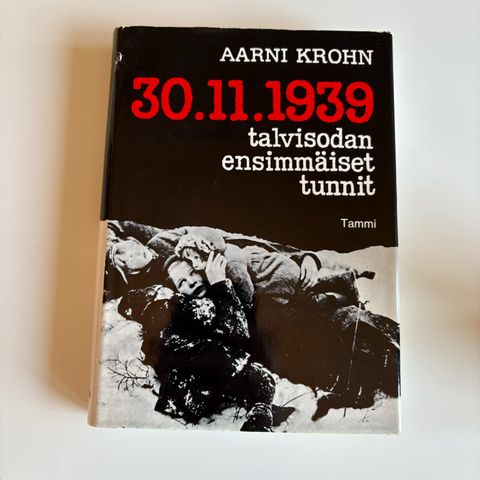 AARNI KROHN
30.11.1939
talvisodan
ensimmäiset
tunnit
Tammi